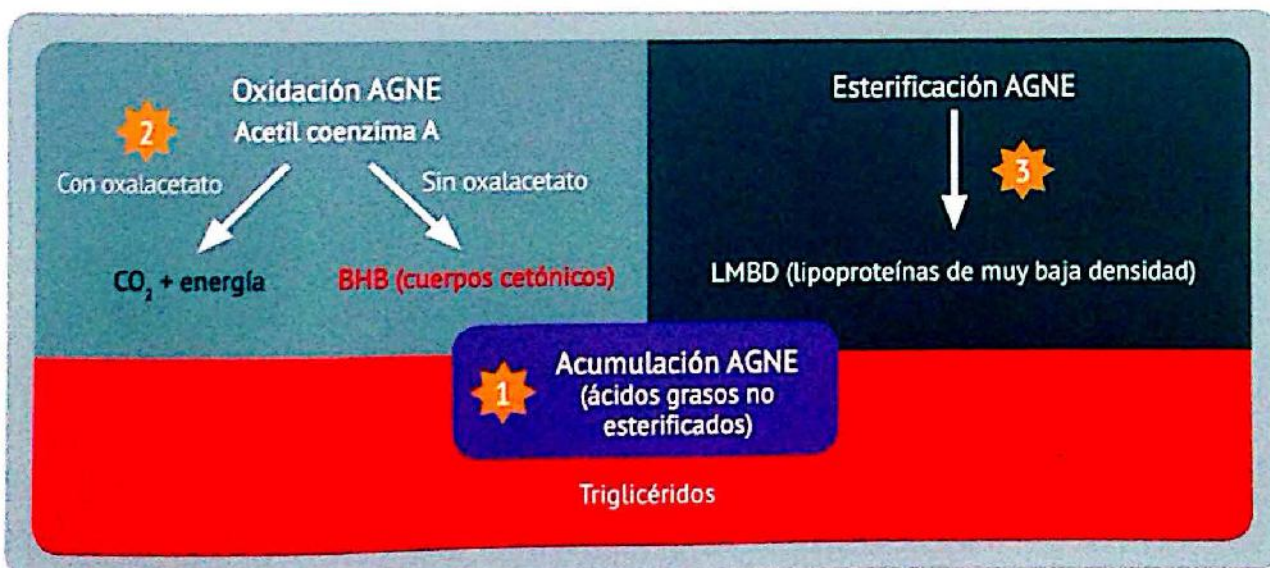 Oxidación AGNE
2
Acetil coenzima A
Con oxalacetato
Sin oxalacetato
CO₂ + energía
BHB (cuerpos cetónicos)
Esterificación AGNE
3
LMBD (lipoproteínas de muy baja densidad)
1
Acumulación AGNE
(ácidos grasos no
esterificados)
Triglicéridos